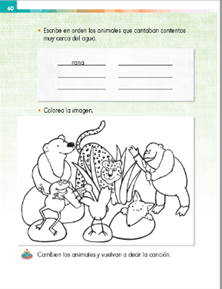 60
• Escribe en orden los animales que cantaban contentos
muy cerca del agua.
rana
• Colorea la imagen.
Cambien los animales y vuelvan a decir la canción.